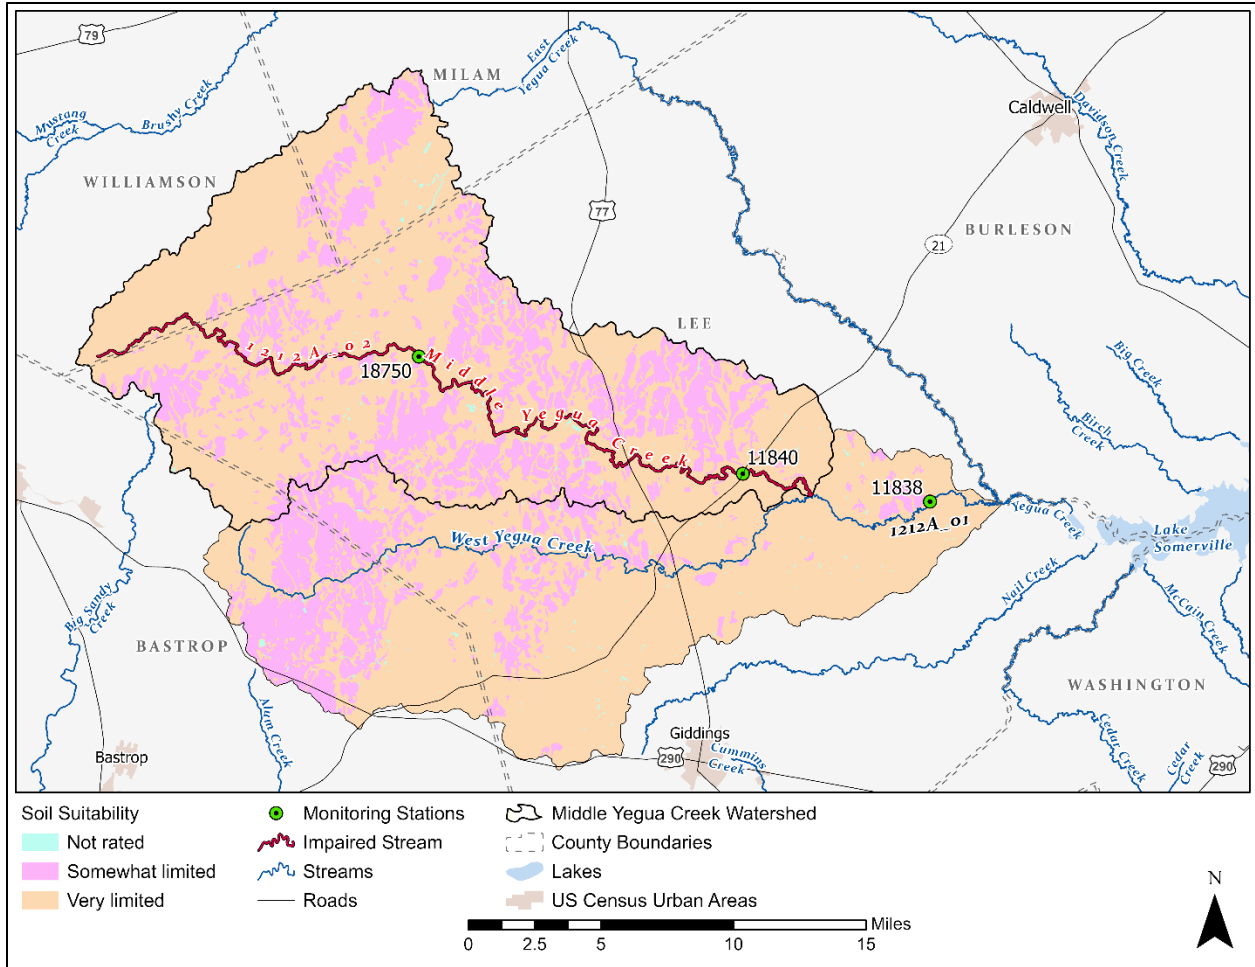 79
MILAM
East
Yegua Creek
Caldwell
Davidson Creek
Mustang
Creek
Brushy Creek
WILLIAMSON
77
21
BURLESON
LEE
1212A_02
18750
Middle Yegua Creek
11840
11838
1212A_01
Big Creek
Birch
Creek
Yegua Creek
Lake
Somerville
West Yegua Creek
Nail Creek
McCain Creek
Big Sandy
Creek
BASTROP
WASHINGTON
Alum Creek
Bastrop
Giddings
290
Cummins
Creek
Cedar Creek
Cedar
Creek
290
Soil Suitability
Not rated
Somewhat limited
Very limited
Monitoring Stations
Impaired Stream
Streams
Roads
Middle Yegua Creek Watershed
County Boundaries
Lakes
US Census Urban Areas
Miles
0 2.5 5 10 15
N